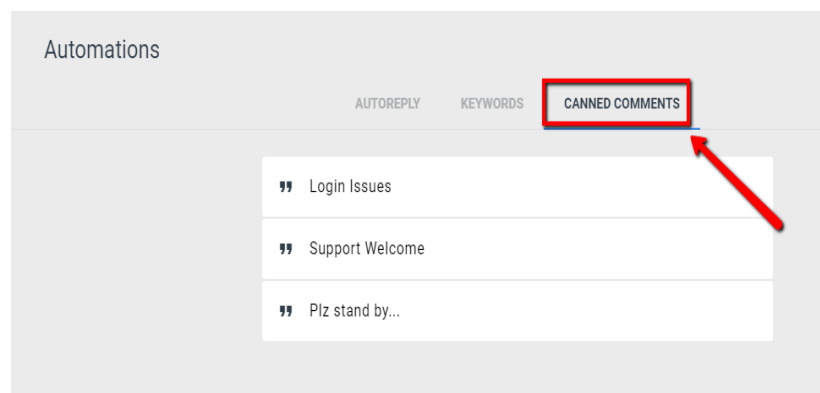 Automations
AUTOREPLY KEYWORDS CANNED COMMENTS
Login Issues
Support Welcome
Plz stand by...